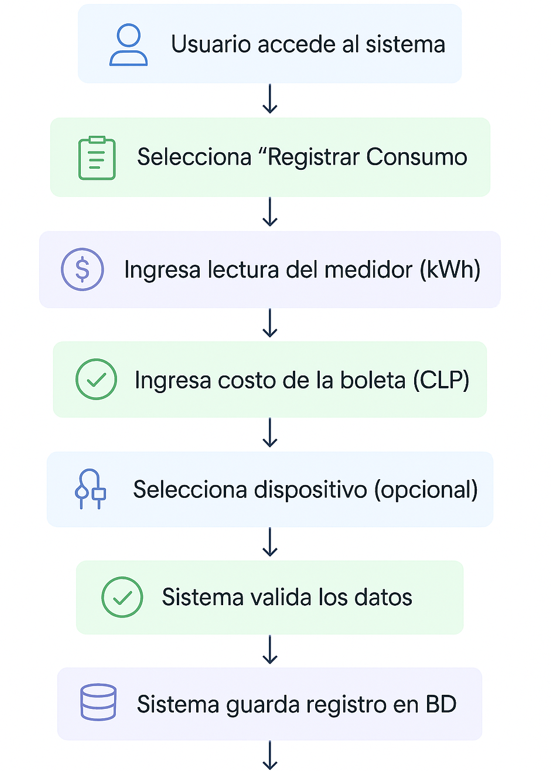 Usuario accede al sistema
Selecciona “Registrar Consumo
Ingresa lectura del medidor (kWh)
Ingresa costo de la boleta (CLP)
Selecciona dispositivo (opcional)
Sistema valida los datos
Sistema guarda registro en BD